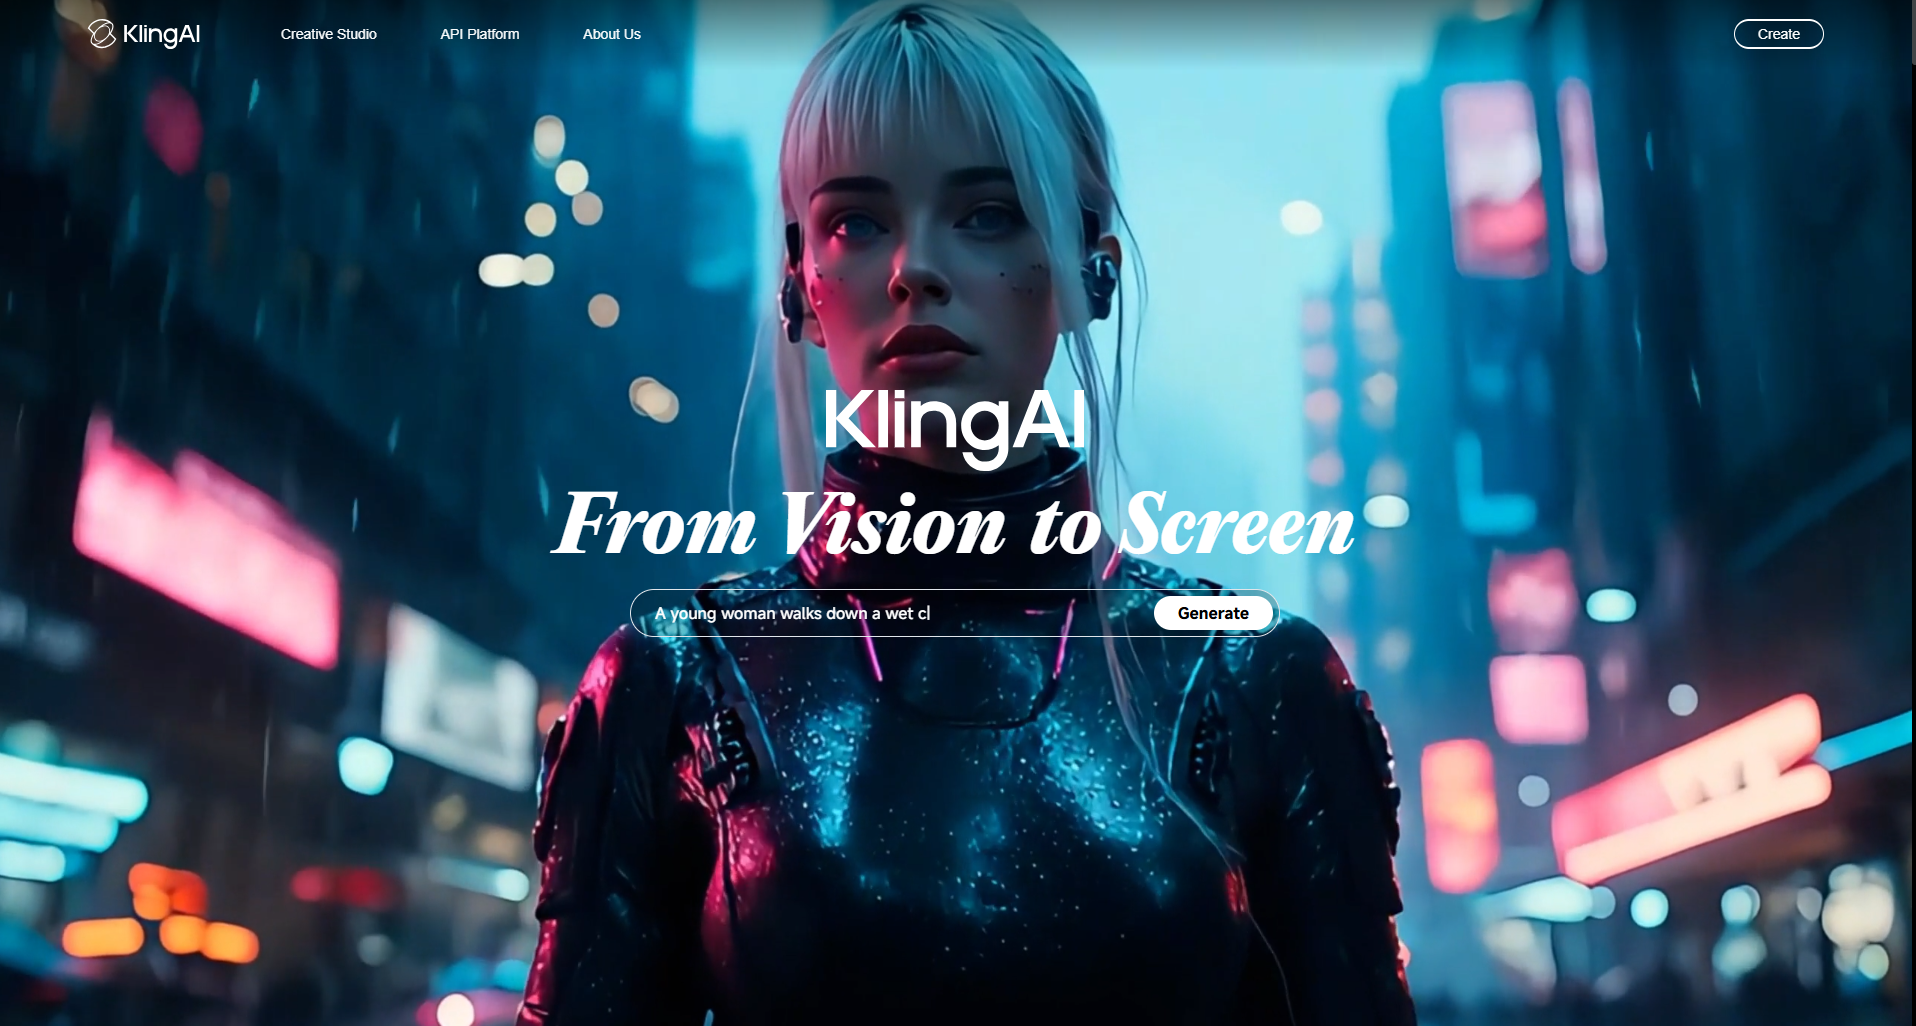 KlingAI
Creative Studio
API Platform
About Us
Create
KlingAI
From Vision to Screen
A young woman walks down a wet c
Generate